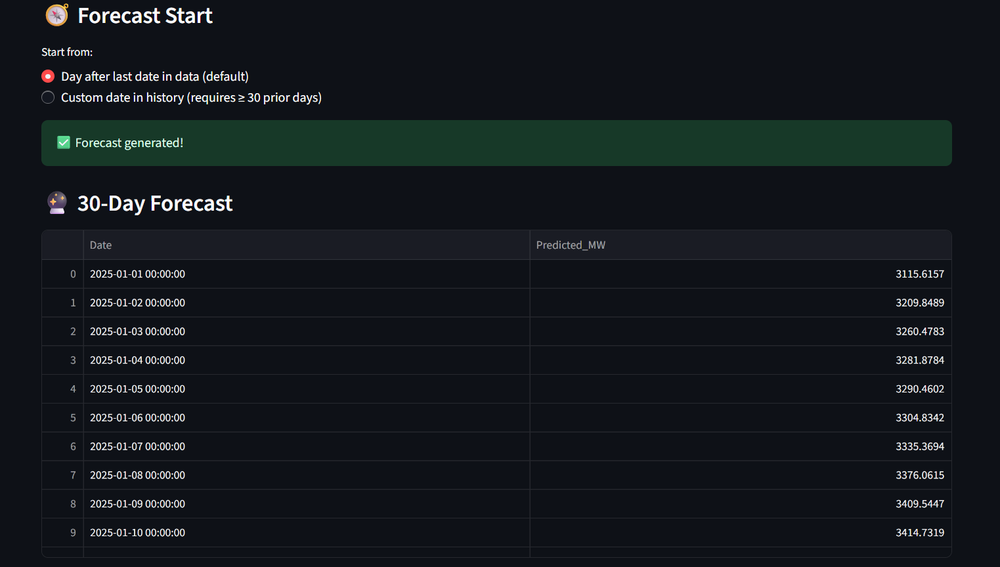 Forecast Start
Start from:
Day after last date in data (default)
Custom date in history (requires ≥ 30 prior days)
Forecast generated!
30-Day Forecast
Date Predicted_MW
0 2025-01-01 00:00:00 3115.6157
1 2025-01-02 00:00:00 3209.8489
2 2025-01-03 00:00:00 3260.4783
3 2025-01-04 00:00:00 3281.8784
4 2025-01-05 00:00:00 3290.4602
5 2025-01-06 00:00:00 3304.8342
6 2025-01-07 00:00:00 3335.3694
7 2025-01-08 00:00:00 3376.0615
8 2025-01-09 00:00:00 3409.5447
9 2025-01-10 00:00:00 3414.7319